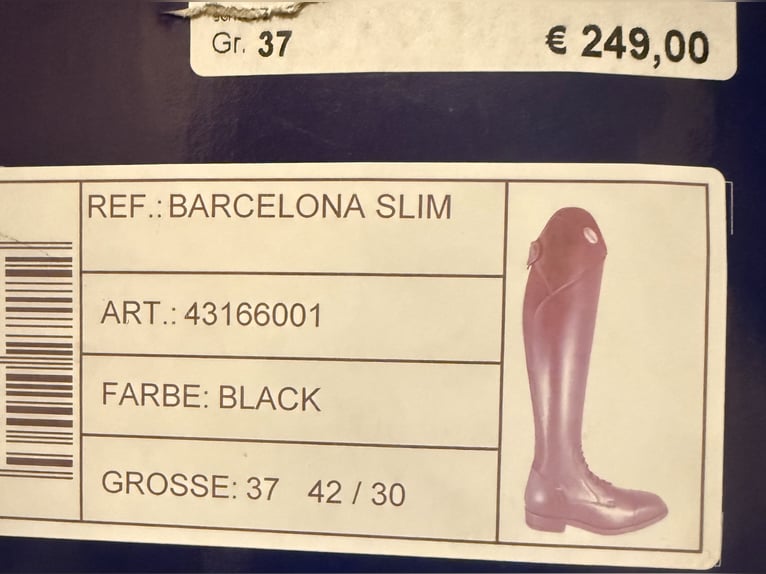 Gr. 37 € 249,00
REF.: BARCELONA SLIM
ART.: 43166001
FARBE: BLACK
GROSSE: 37 42 / 30